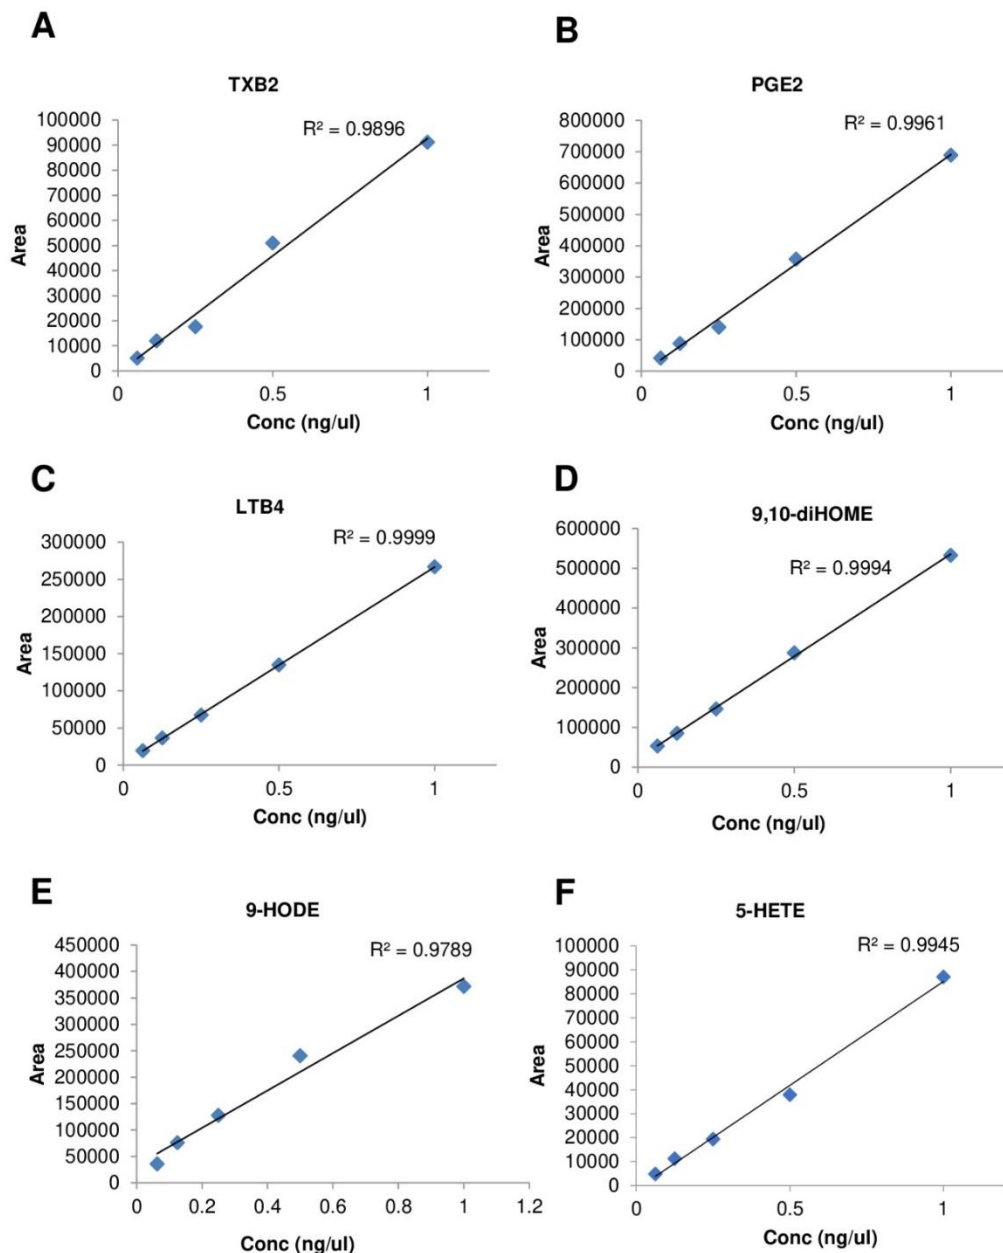 A
TXB2
R² = 0.9896
100000
90000
80000
70000
60000
50000
40000
30000
20000
10000
0
Area
0 0.5 1
Conc (ng/ul)
B
PGE2
R² = 0.9961
800000
700000
600000
500000
400000
300000
200000
100000
0
Area
0 0.5 1
Conc (ng/ul)
C
LTB4
R² = 0.9999
300000
250000
200000
150000
100000
50000
0
Area
0 0.5 1
Conc (ng/ul)
D
9,10-diHOME
R² = 0.9994
600000
500000
400000
300000
200000
100000
0
Area
0 0.5 1
Conc (ng/ul)
E
9-HODE
R² = 0.9789
450000
400000
350000
300000
250000
200000
150000
100000
50000
0
Area
0 0.2 0.4 0.6 0.8 1 1.2
Conc (ng/ul)
F
5-HETE
R² = 0.9945
100000
90000
80000
70000
60000
50000
40000
30000
20000
10000
0
Area
0 0.5 1
Conc (ng/ul)